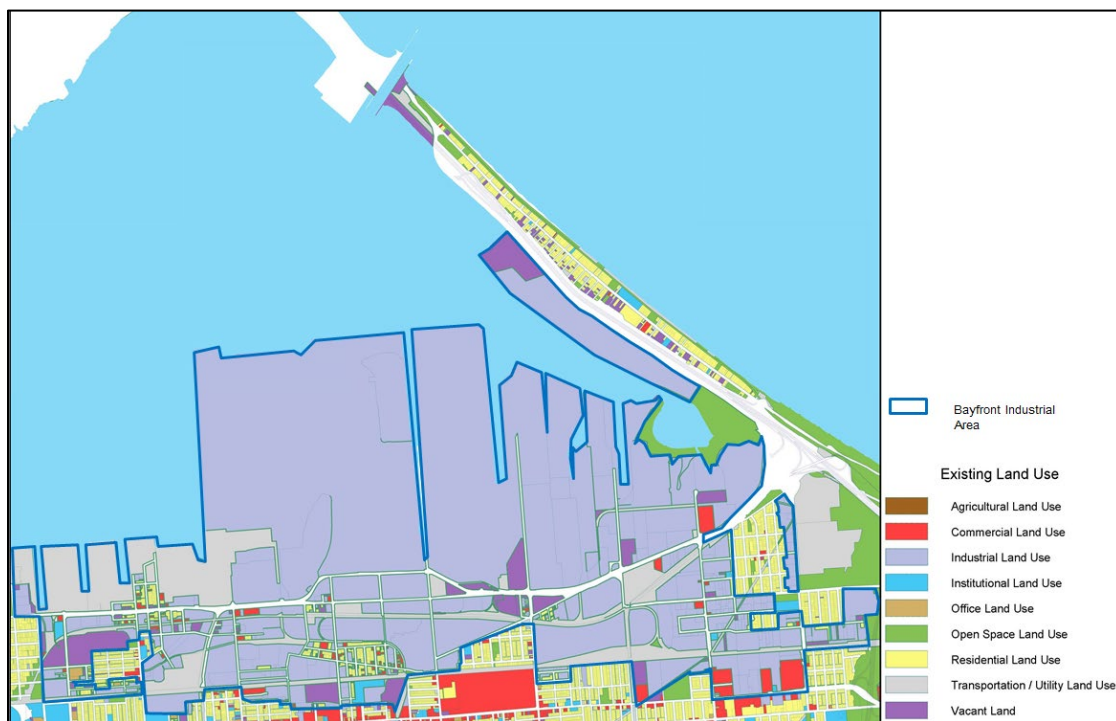 Bayfront Industrial
Area
Existing Land Use
Agricultural Land Use
Commercial Land Use
Industrial Land Use
Institutional Land Use
Office Land Use
Open Space Land Use
Residential Land Use
Transportation / Utility Land Use
Vacant Land